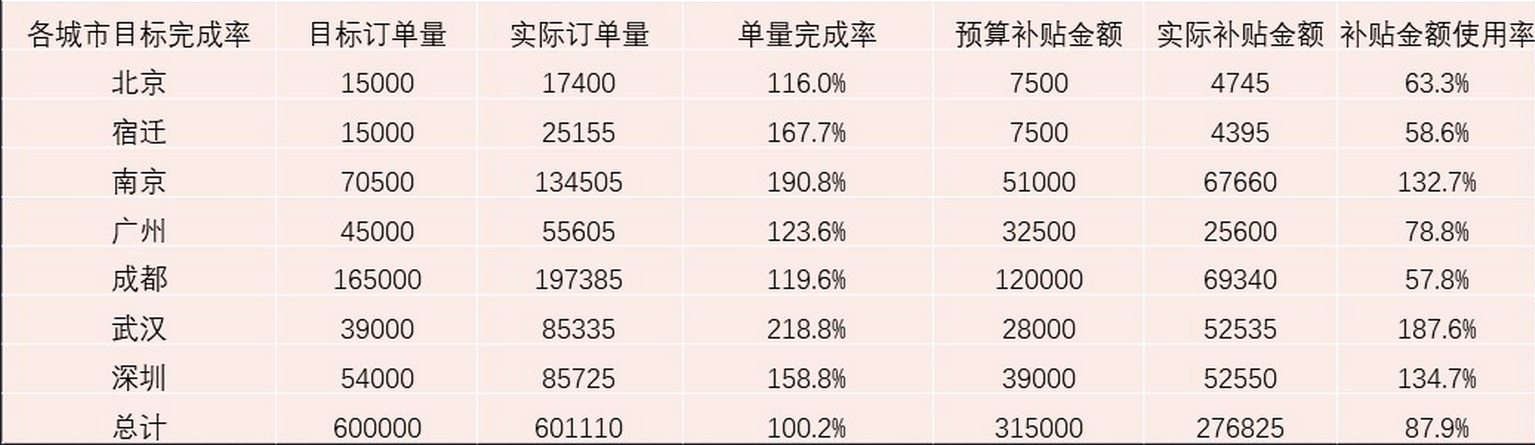 各城市目标完成率 目标订单量 实际订单量 单量完成率 预算补贴金额 实际补贴金额 补贴金额使用率
北京 15000 17400 116.0% 7500 4745 63.3%
宿迁 15000 25155 167.7% 7500 4395 58.6%
南京 70500 134505 190.8% 51000 67660 132.7%
广州 45000 55605 123.6% 32500 25600 78.8%
成都 165000 197385 119.6% 120000 69340 57.8%
武汉 39000 85335 218.8% 28000 52535 187.6%
深圳 54000 85725 158.8% 39000 52550 134.7%
总计 600000 601110 100.2% 315000 276825 87.9%